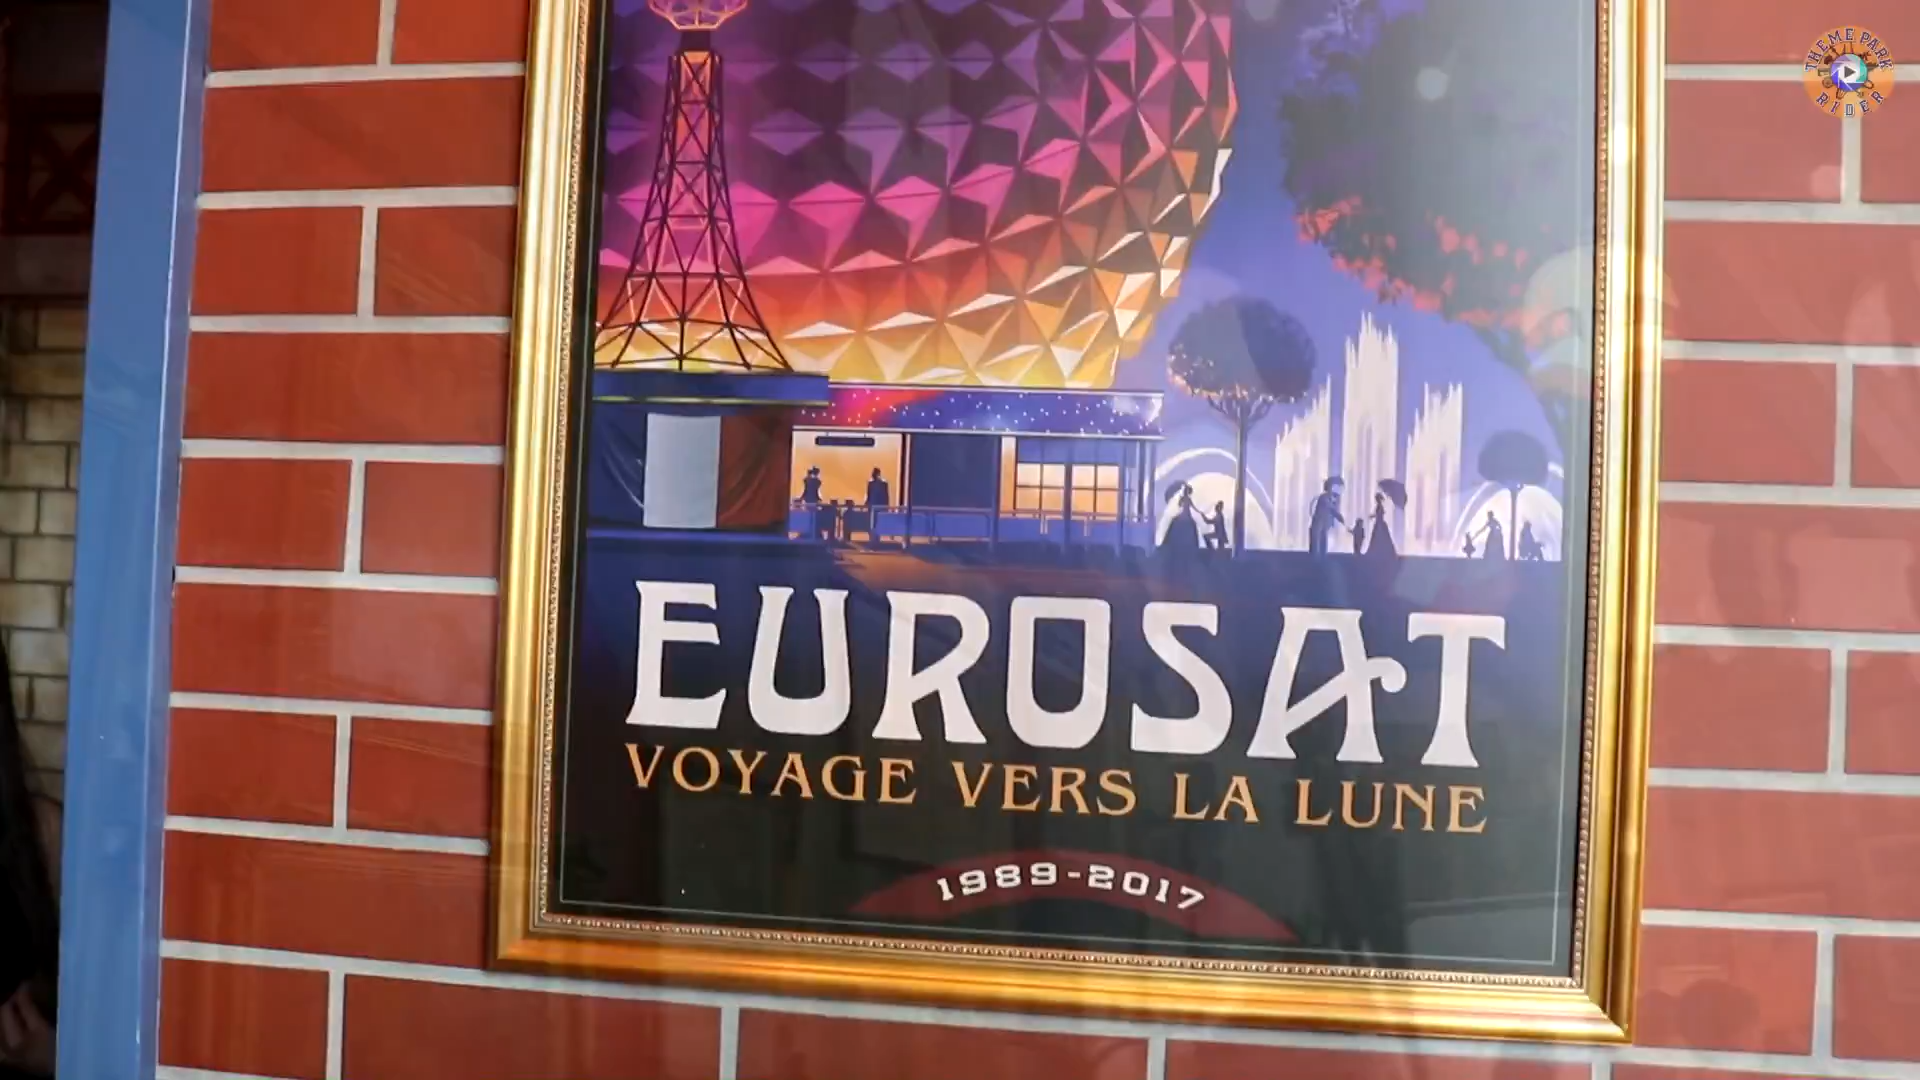 THEME PARK
RIDER
EUROSAT
VOYAGE VERS LA LUNE
1989-2017